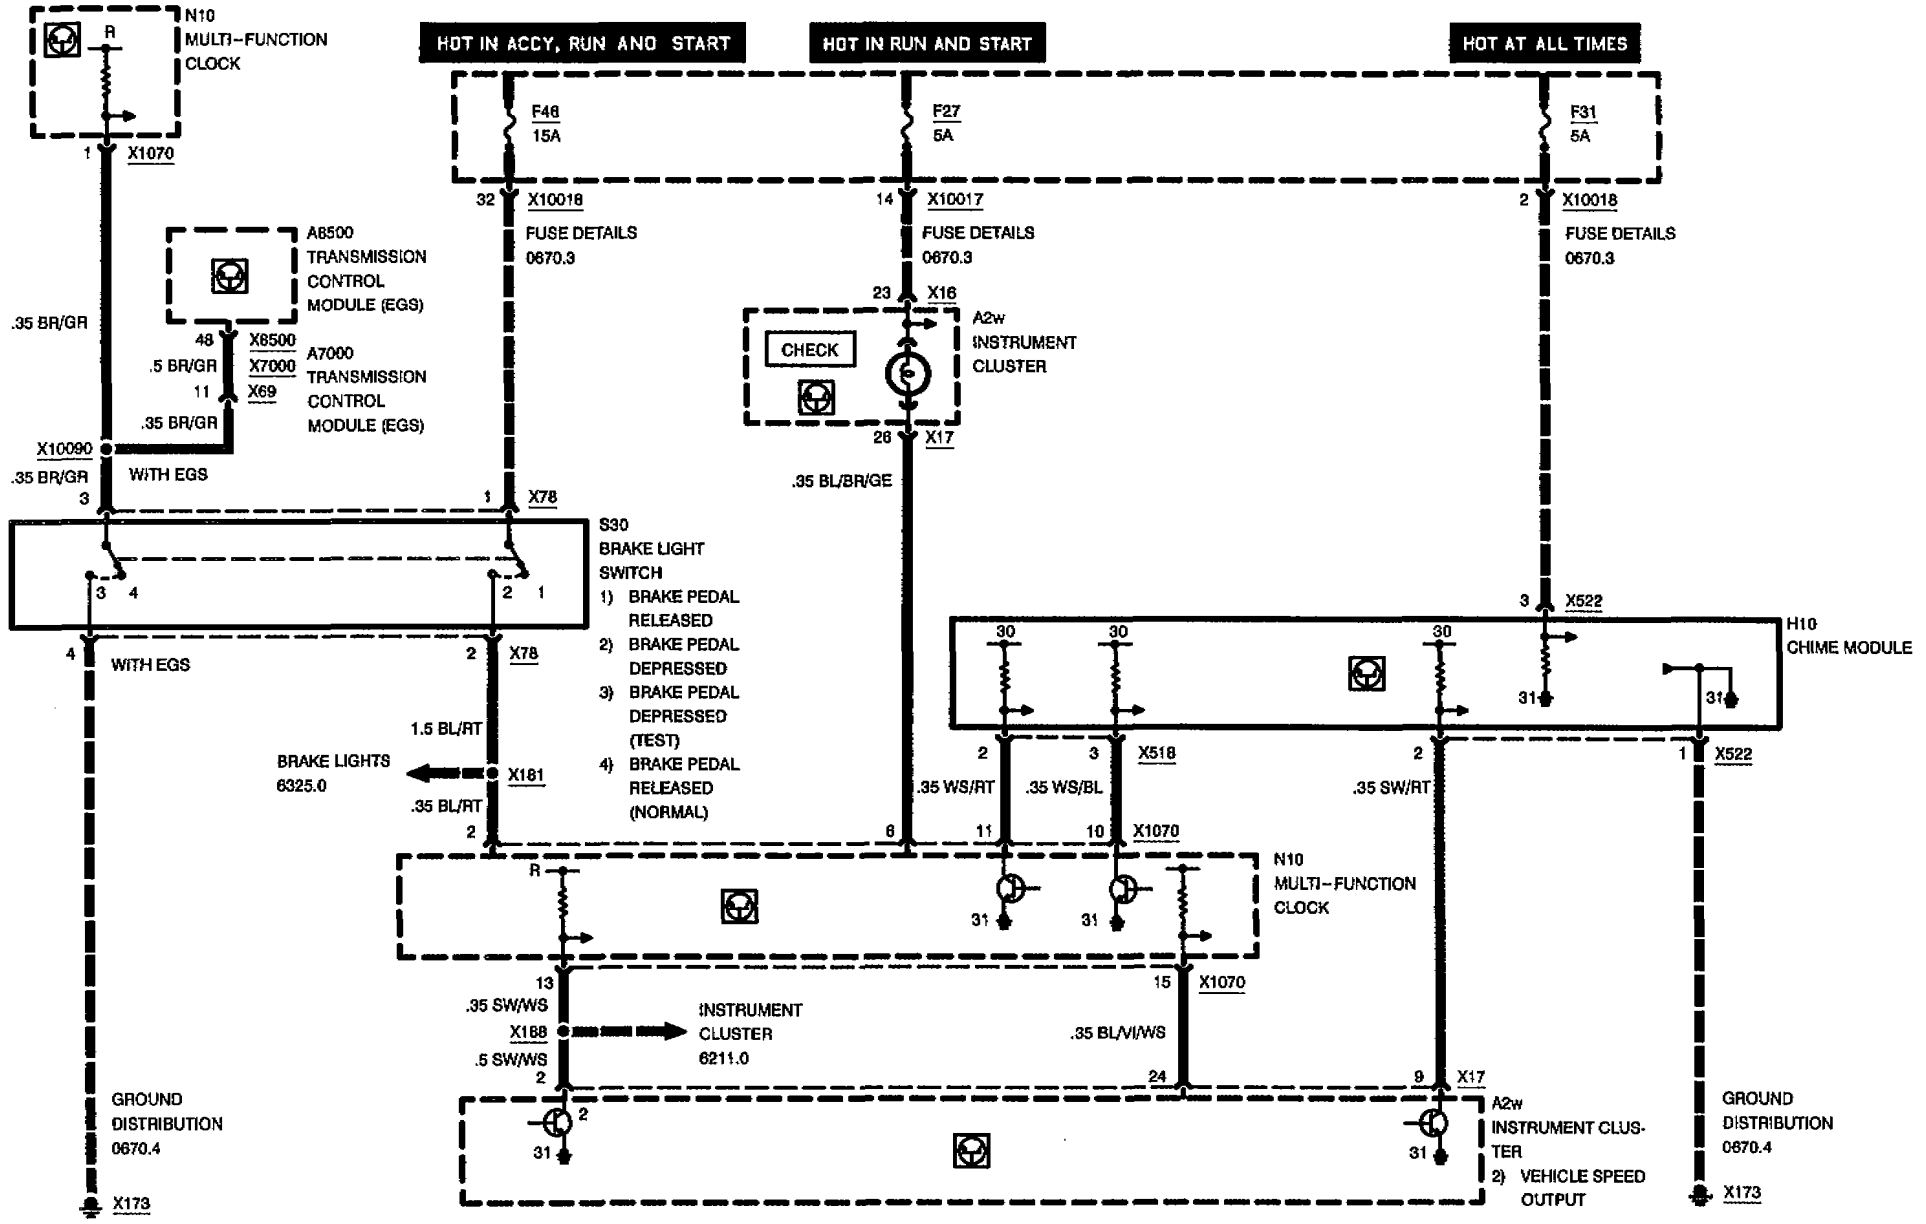 N10
MULTI-FUNCTION
CLOCK
R
1
X1070
HOT IN ACCY, RUN AND START
HOT IN RUN AND START
HOT AT ALL TIMES
F46
15A
F27
5A
F31
5A
32
X10016
FUSE DETAILS
0670.3
14
X10017
FUSE DETAILS
0670.3
2
X10018
FUSE DETAILS
0670.3
A8500
TRANSMISSION
CONTROL
MODULE (EGS)
.35 BR/GR
48
X8500
.5 BR/GR
X7000
11
X69
A7000
TRANSMISSION
CONTROL
MODULE (EGS)
.35 BR/GR
X10090
WITH EGS
.35 BR/GR
3
1
X78
23
X16
A2w
INSTRUMENT
CLUSTER
CHECK
26
X17
.35 BL/BR/GE
S30
BRAKE LIGHT
SWITCH
1) BRAKE PEDAL
RELEASED
2) BRAKE PEDAL
DEPRESSED
3) BRAKE PEDAL
DEPRESSED
(TEST)
4) BRAKE PEDAL
RELEASED
(NORMAL)
3
4
2
1
4
WITH EGS
2
X78
1.5 BL/RT
BRAKE LIGHTS
6325.0
X181
.35 BL/RT
2
3
X522
H10
CHIME MODULE
30
30
30
31
31
2
3
X518
2
1
X522
.35 WS/RT
.35 WS/BL
.35 SW/RT
6
11
10
X1070
N10
MULTI-FUNCTION
CLOCK
R
31
31
13
15
X1070
.35 SW/WS
X188
INSTRUMENT
CLUSTER
6211.0
.5 SW/WS
.35 BL/VI/WS
2
24
9
X17
2
31
31
A2w
INSTRUMENT CLUS-
TER
2) VEHICLE SPEED
OUTPUT
GROUND
DISTRIBUTION
0670.4
X173
GROUND
DISTRIBUTION
0670.4
X173